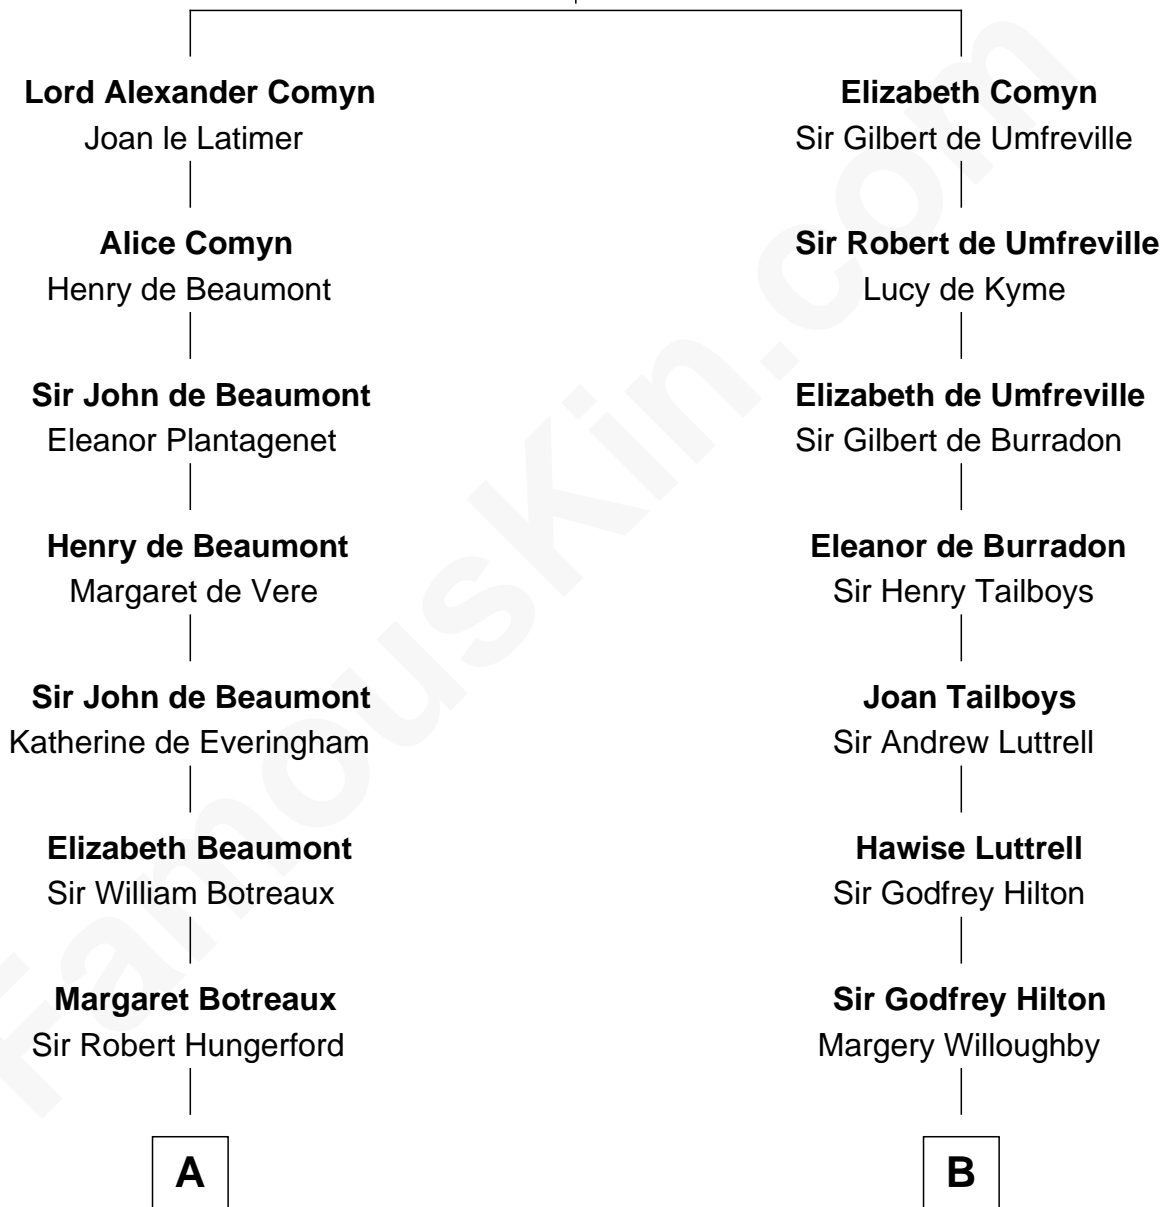 Lord Alexander Comyn
Joan le Latimer
Alice Comyn
Henry de Beaumont
Sir John de Beaumont
Eleanor Plantagenet
Henry de Beaumont
Margaret de Vere
Sir John de Beaumont
Katherine de Everingham
Elizabeth Beaumont
Sir William Botreaux
Margaret Botreaux
Sir Robert Hungerford
A
Elizabeth Comyn
Sir Gilbert de Umfreville
Sir Robert de Umfreville
Lucy de Kyme
Elizabeth de Umfreville
Sir Gilbert de Burradon
Eleanor de Burradon
Sir Henry Tailboys
Joan Tailboys
Sir Andrew Luttrell
Hawise Luttrell
Sir Godfrey Hilton
Sir Godfrey Hilton
Margery Willoughby
B
FamousKin.com